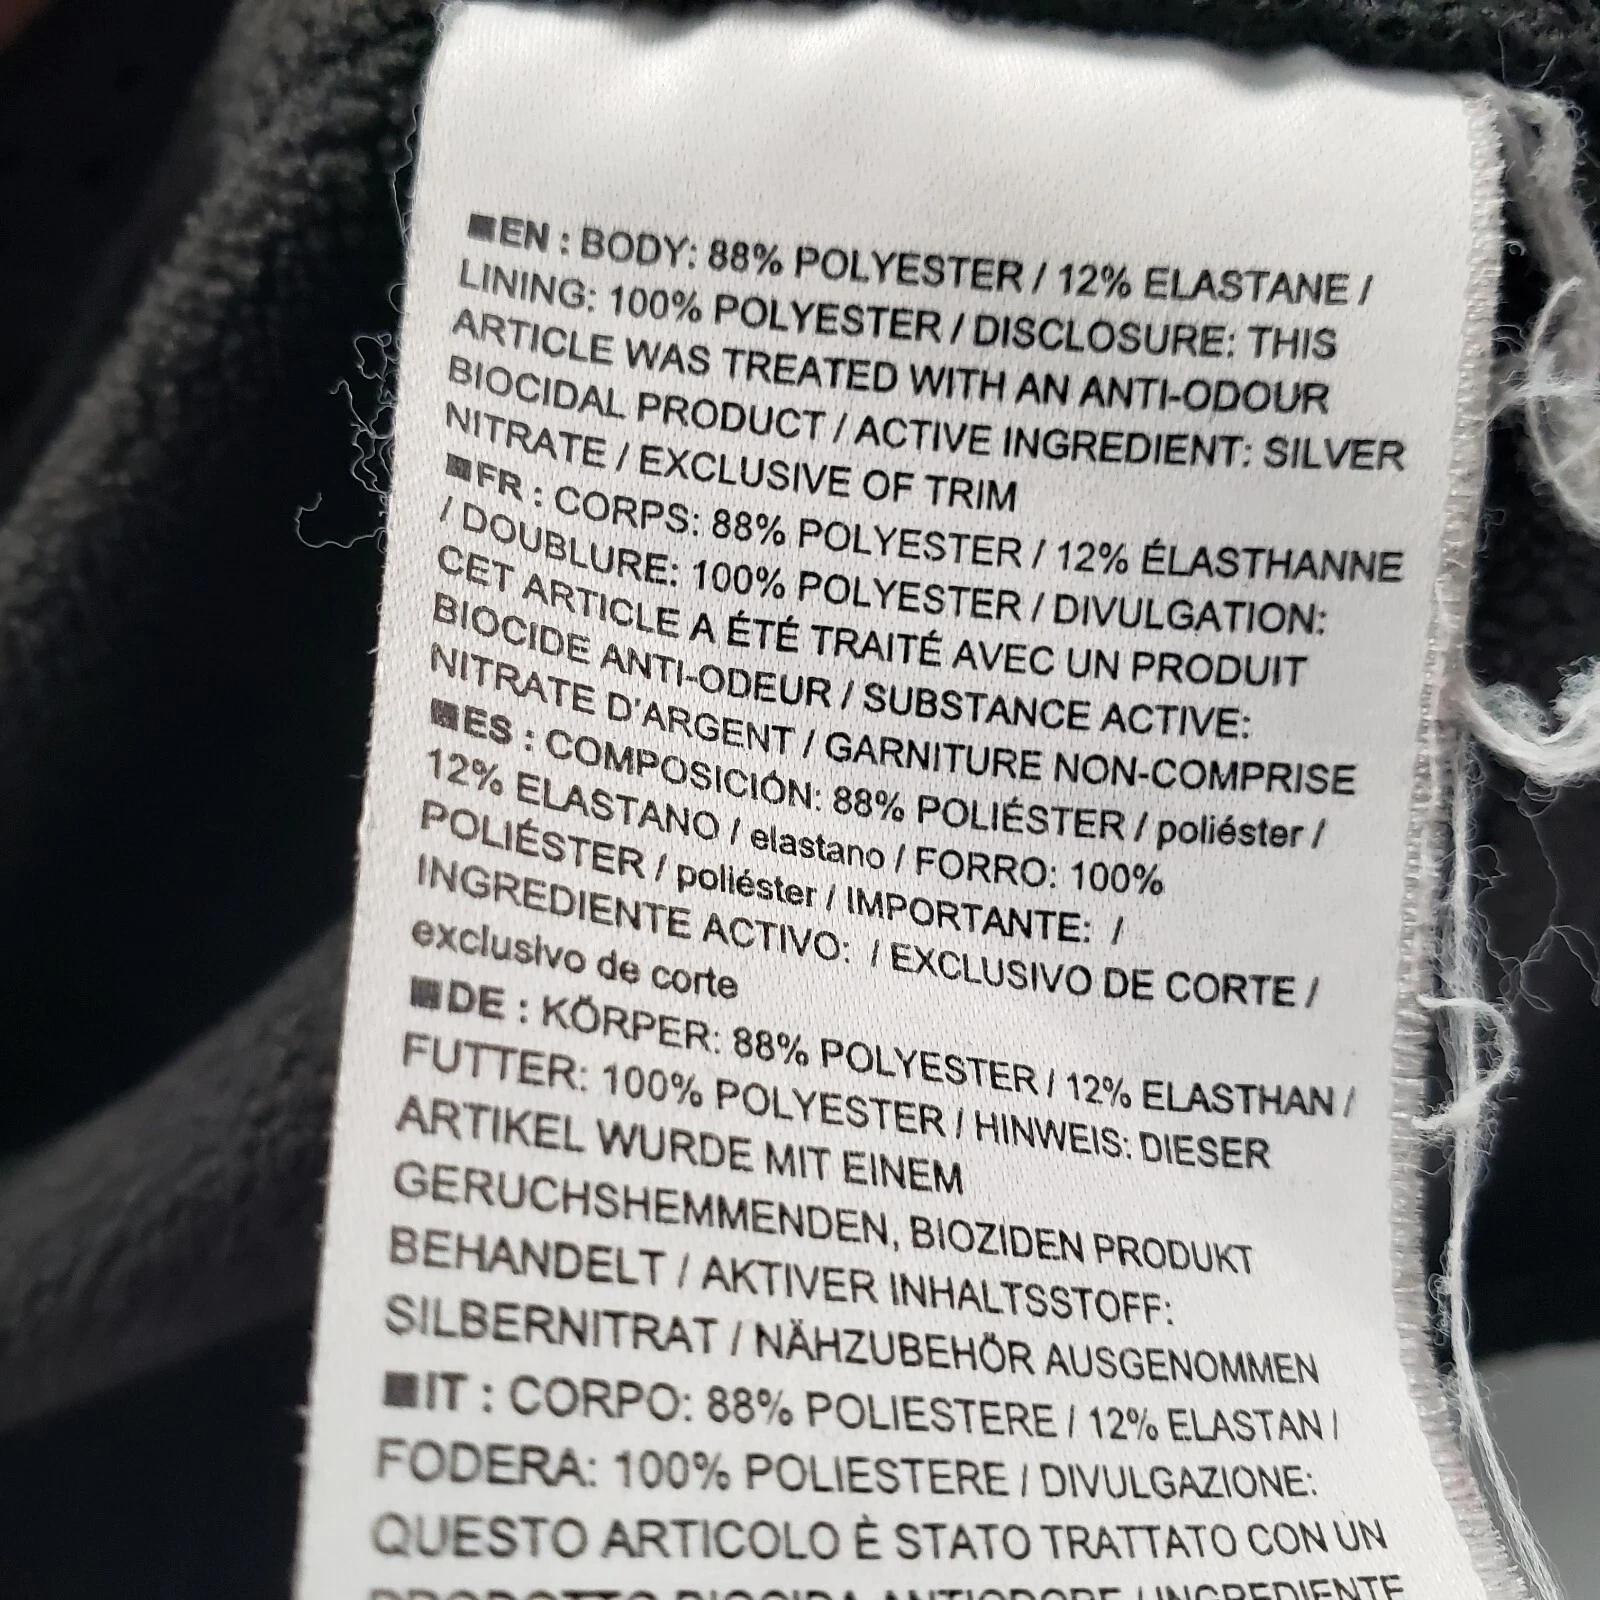 ■EN : BODY: 88% POLYESTER / 12% ELASTANE /
LINING: 100% POLYESTER / DISCLOSURE: THIS
ARTICLE WAS TREATED WITH AN ANTI-ODOUR
BIOCIDAL PRODUCT / ACTIVE INGREDIENT: SILVER
NITRATE / EXCLUSIVE OF TRIM
■FR : CORPS: 88% POLYESTER / 12% ÉLASTHANNE
/ DOUBLURE: 100% POLYESTER / DIVULGATION:
CET ARTICLE A ÉTÉ TRAITÉ AVEC UN PRODUIT
BIOCIDE ANTI-ODEUR / SUBSTANCE ACTIVE:
NITRATE D'ARGENT / GARNITURE NON-COMPRISE
■ES : COMPOSICIÓN: 88% POLIÉSTER / poliéster /
12% ELASTANO / elastano / FORRO: 100%
POLIÉSTER / poliéster / IMPORTANTE: /
INGREDIENTE ACTIVO: / EXCLUSIVO DE CORTE /
exclusivo de corte
■DE : KÖRPER: 88% POLYESTER / 12% ELASTHAN /
FUTTER: 100% POLYESTER / HINWEIS: DIESER
ARTIKEL WURDE MIT EINEM
GERUCHSHEMMENDEN, BIOZIDEN PRODUKT
BEHANDELT / AKTIVER INHALTSSTOFF:
SILBERNITRAT / NÄHZUBEHÖR AUSGENOMMEN
■IT : CORPO: 88% POLIESTERE / 12% ELASTAN /
FODERA: 100% POLIESTERE / DIVULGAZIONE:
QUESTO ARTICOLO È STATO TRATTATO CON UN
PRODOTTO BIOCIDA ANTIODORE / INGREDIENTE